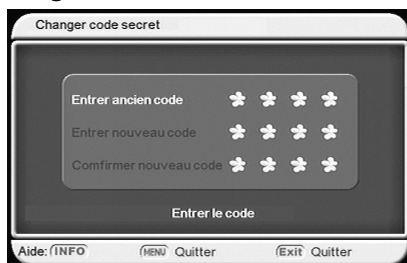 Changer code secret
Entrer ancien code * * * *
Entrer nouveau code * * * *
Comfirmer nouveau code * * * *
Entrer le code
Aide: INFO MENU Quitter Exit Quitter